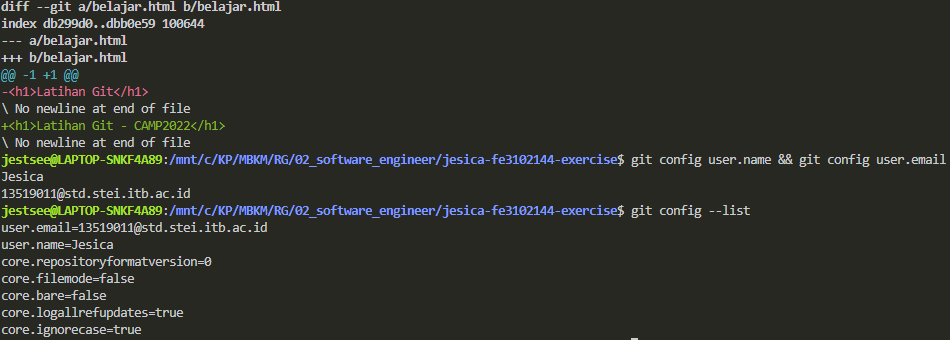 diff --git a/belajar.html b/belajar.html
index db299d0..dbb0e59 100644
--- a/belajar.html
+++ b/belajar.html
@@ -1 +1 @@
-<h1>Latihan Git</h1>
\ No newline at end of file
+<h1>Latihan Git - CAMP2022</h1>
\ No newline at end of file
jestsee@LAPTOP-SNKF4A89:/mnt/c/KP/MBKM/RG/02_software_engineer/jesica-fe3102144-exercise$ git config user.name && git config user.email
Jesica
13519011@std.stei.itb.ac.id
jestsee@LAPTOP-SNKF4A89:/mnt/c/KP/MBKM/RG/02_software_engineer/jesica-fe3102144-exercise$ git config --list
user.email=13519011@std.stei.itb.ac.id
user.name=Jesica
core.repositoryformatversion=0
core.filemode=false
core.bare=false
core.logallrefupdates=true
core.ignorecase=true